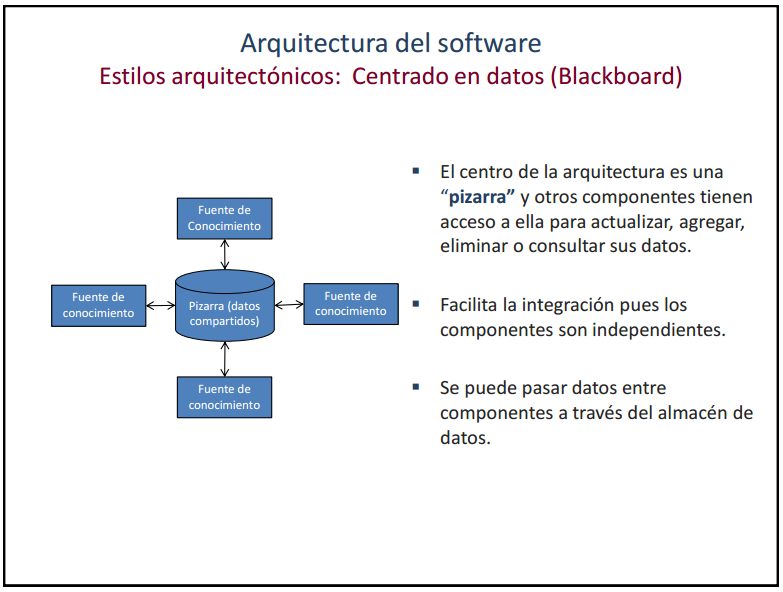 Arquitectura del software
Estilos arquitectónicos:  Centrado en datos (Blackboard)
Fuente de
Conocimiento
Fuente de
conocimiento
Pizarra (datos
compartidos)
Fuente de
conocimiento
Fuente de
conocimiento
▪ El centro de la arquitectura es una
“pizarra” y otros componentes tienen
acceso a ella para actualizar, agregar,
eliminar o consultar sus datos.
▪ Facilita la integración pues los
componentes son independientes.
▪ Se puede pasar datos entre
componentes a través del almacén de
datos.